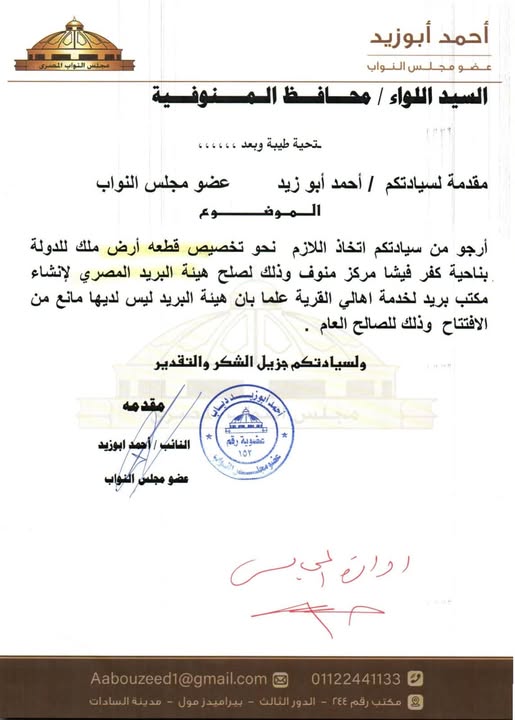 أحمد أبوزيد
عضو مجلس النواب
مجلس النواب المصرى
السيد اللواء / محافظ المنوفية
تحية طيبة وبعد ،،،،،،
مقدمة لسيادتكم / أحمد أبو زيد عضو مجلس النواب
الموضوع
أرجو من سيادتكم اتخاذ اللازم نحو تخصيص قطعه أرض ملك للدولة
بناحية كفر فيشا مركز منوف وذلك لصلح هيئة البريد المصري لإنشاء
مكتب بريد لخدمة اهالي القرية علما بان هيئة البريد ليس لديها مانع من
الافتتاح وذلك للصالح العام .
ولسيادتكم جزيل الشكر والتقدير
مقدمه
النائب / أحمد ابوزيد
عضو مجلس النواب
أحمد أبوزيد دياب
عضوية رقم
١٥٢
عضو مجلس النواب
Aabouzeed1@gmail.com 01122441133
مكتب رقم ٢٤٤ - الدور الثالث - بيراميدز مول - مدينة السادات